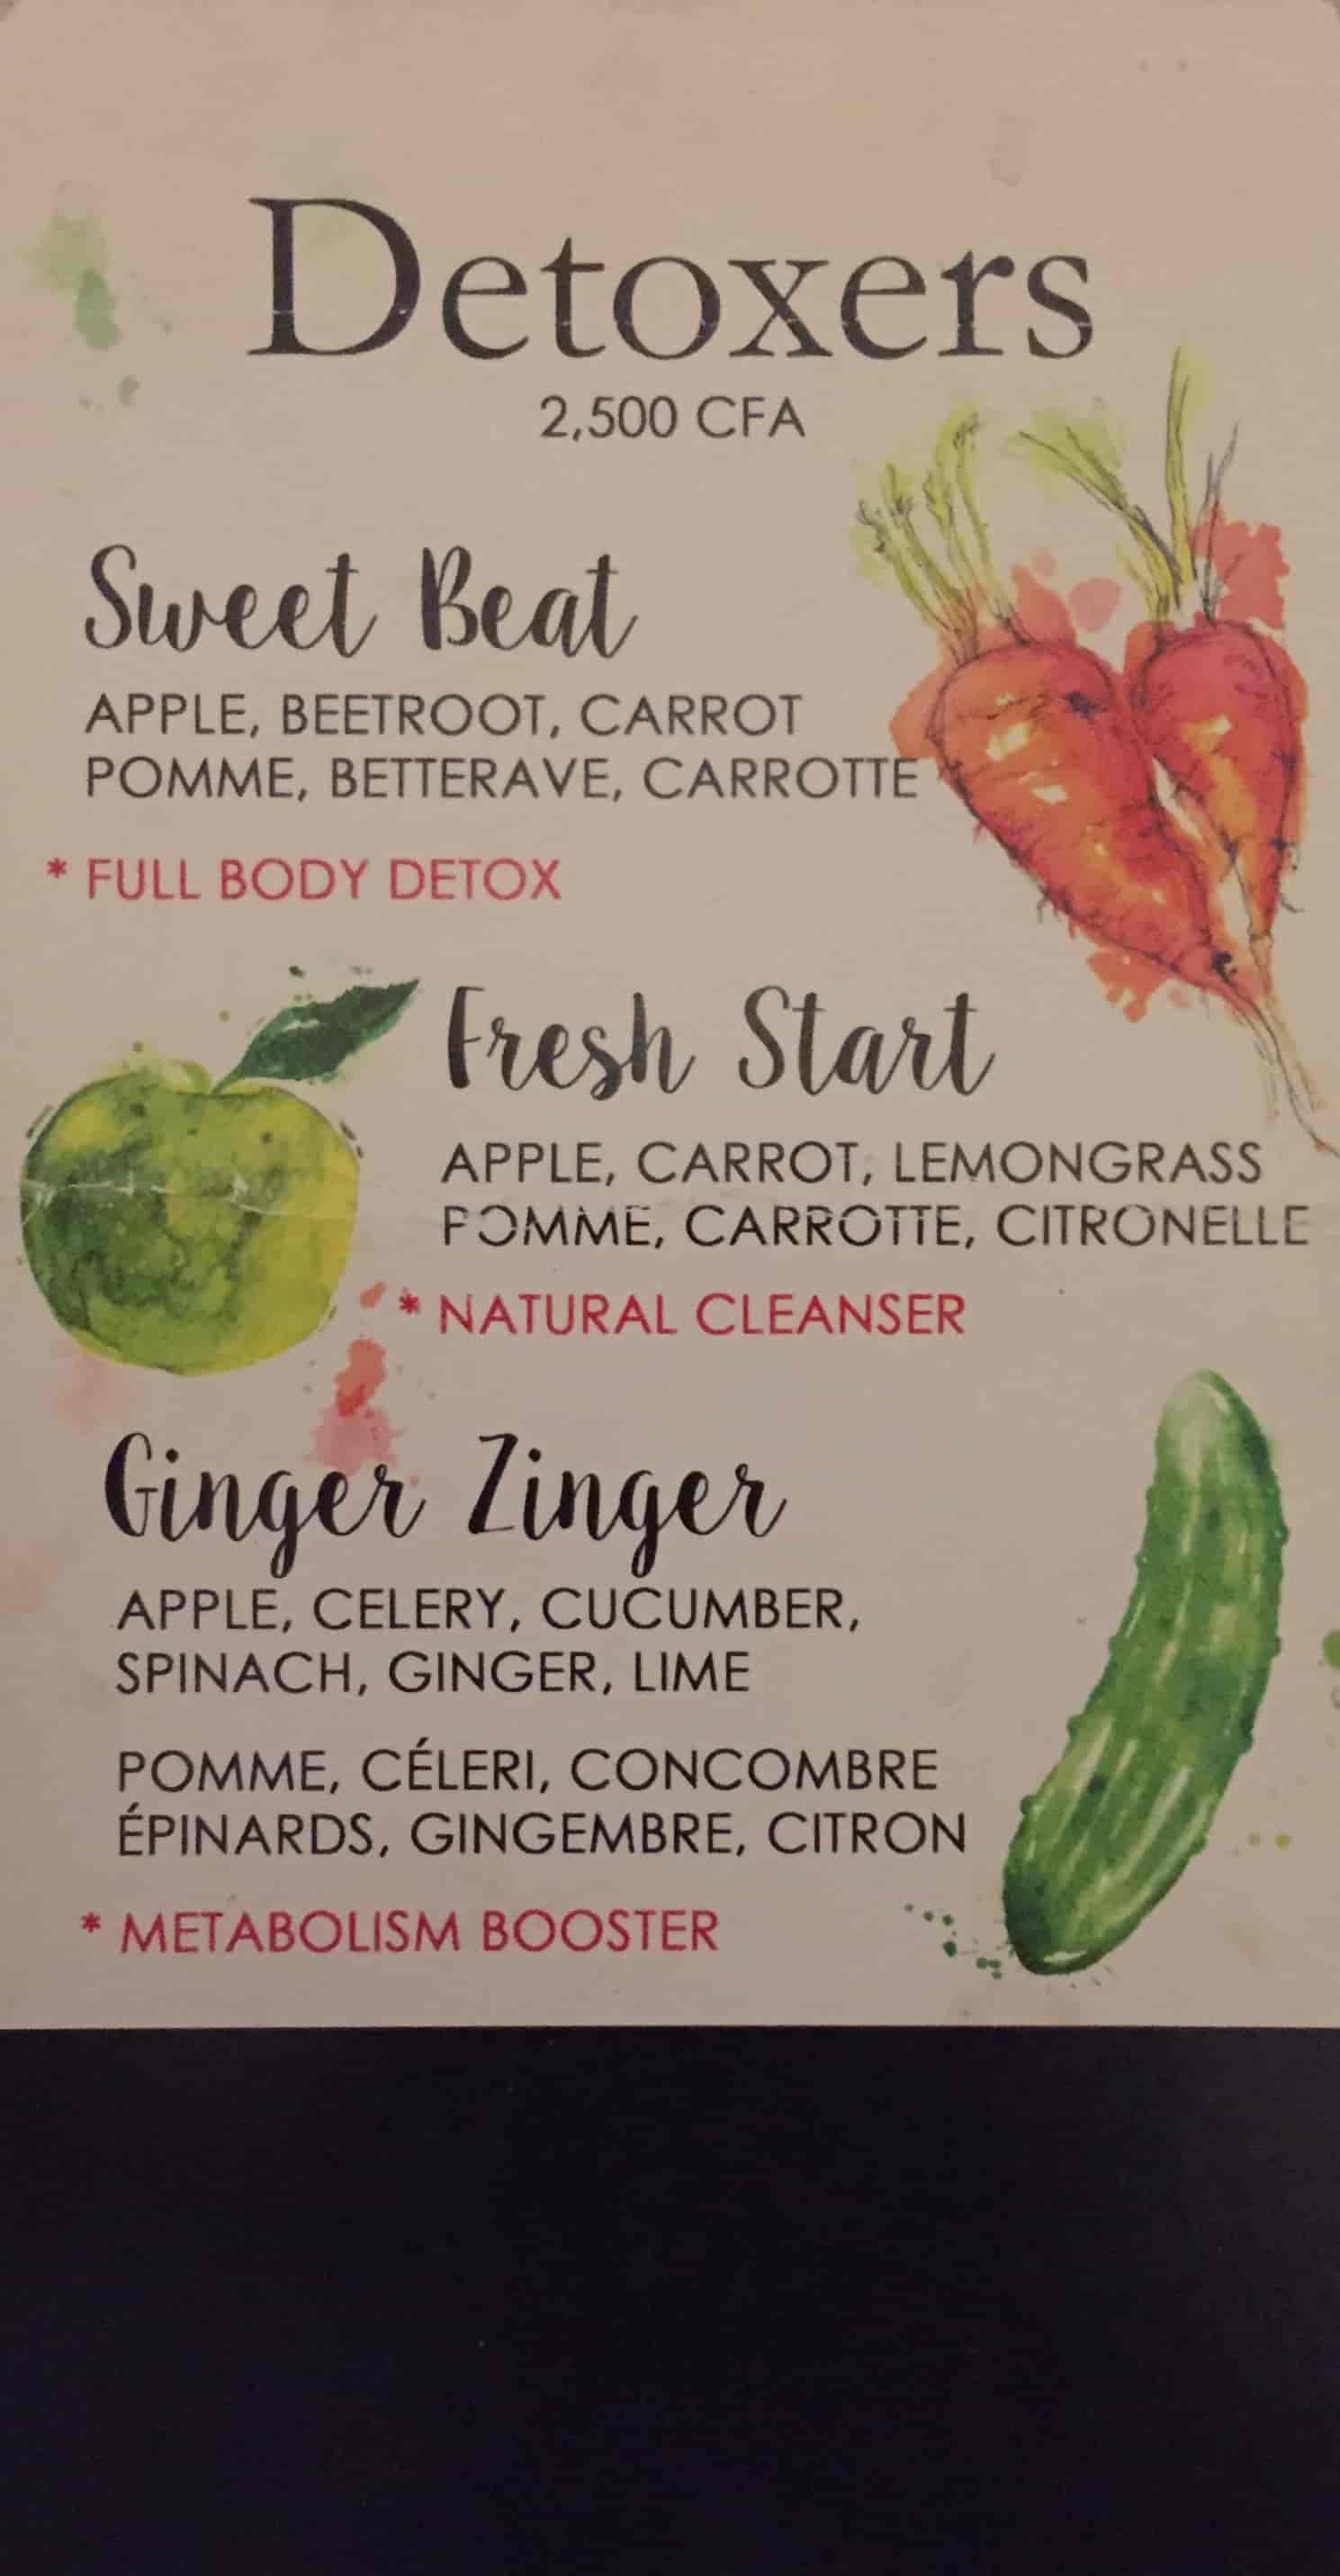 Detoxers
2,500 CFA
Sweet Beat
APPLE, BEETROOT, CARROT
POMME, BETTERAVE, CARROTTE
* FULL BODY DETOX
Fresh Start
APPLE, CARROT, LEMONGRASS
POMME, CARROTTE, CITRONELLE
* NATURAL CLEANSER
Ginger Zinger
APPLE, CELERY, CUCUMBER,
SPINACH, GINGER, LIME
POMME, CÉLERI, CONCOMBRE
ÉPINARDS, GINGEMBRE, CITRON
* METABOLISM BOOSTER